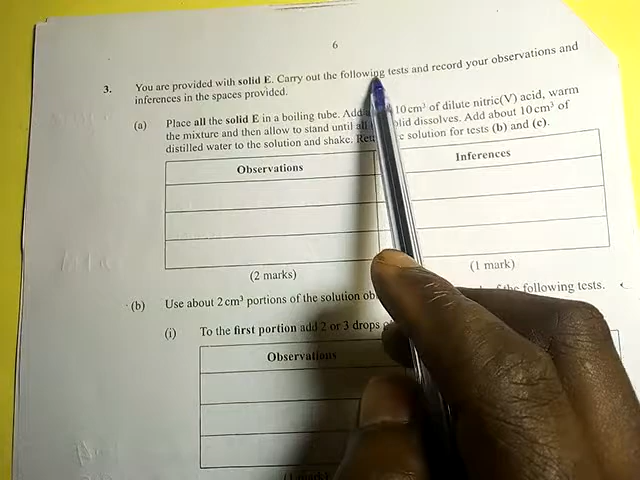 6
3. You are provided with solid E. Carry out the following tests and record your observations and
inferences in the spaces provided.
(a) Place all the solid E in a boiling tube. Add 10 cm³ of dilute nitric(V) acid, warm
the mixture and then allow to stand until all solid dissolves. Add about 10 cm³ of
distilled water to the solution and shake. solution for tests (b) and (c).
Observations Inferences
(2 marks) (1 mark)
(b) Use about 2 cm³ portions of the solution the following tests.
(i) To the first portion add 2 or 3 drops
Observations